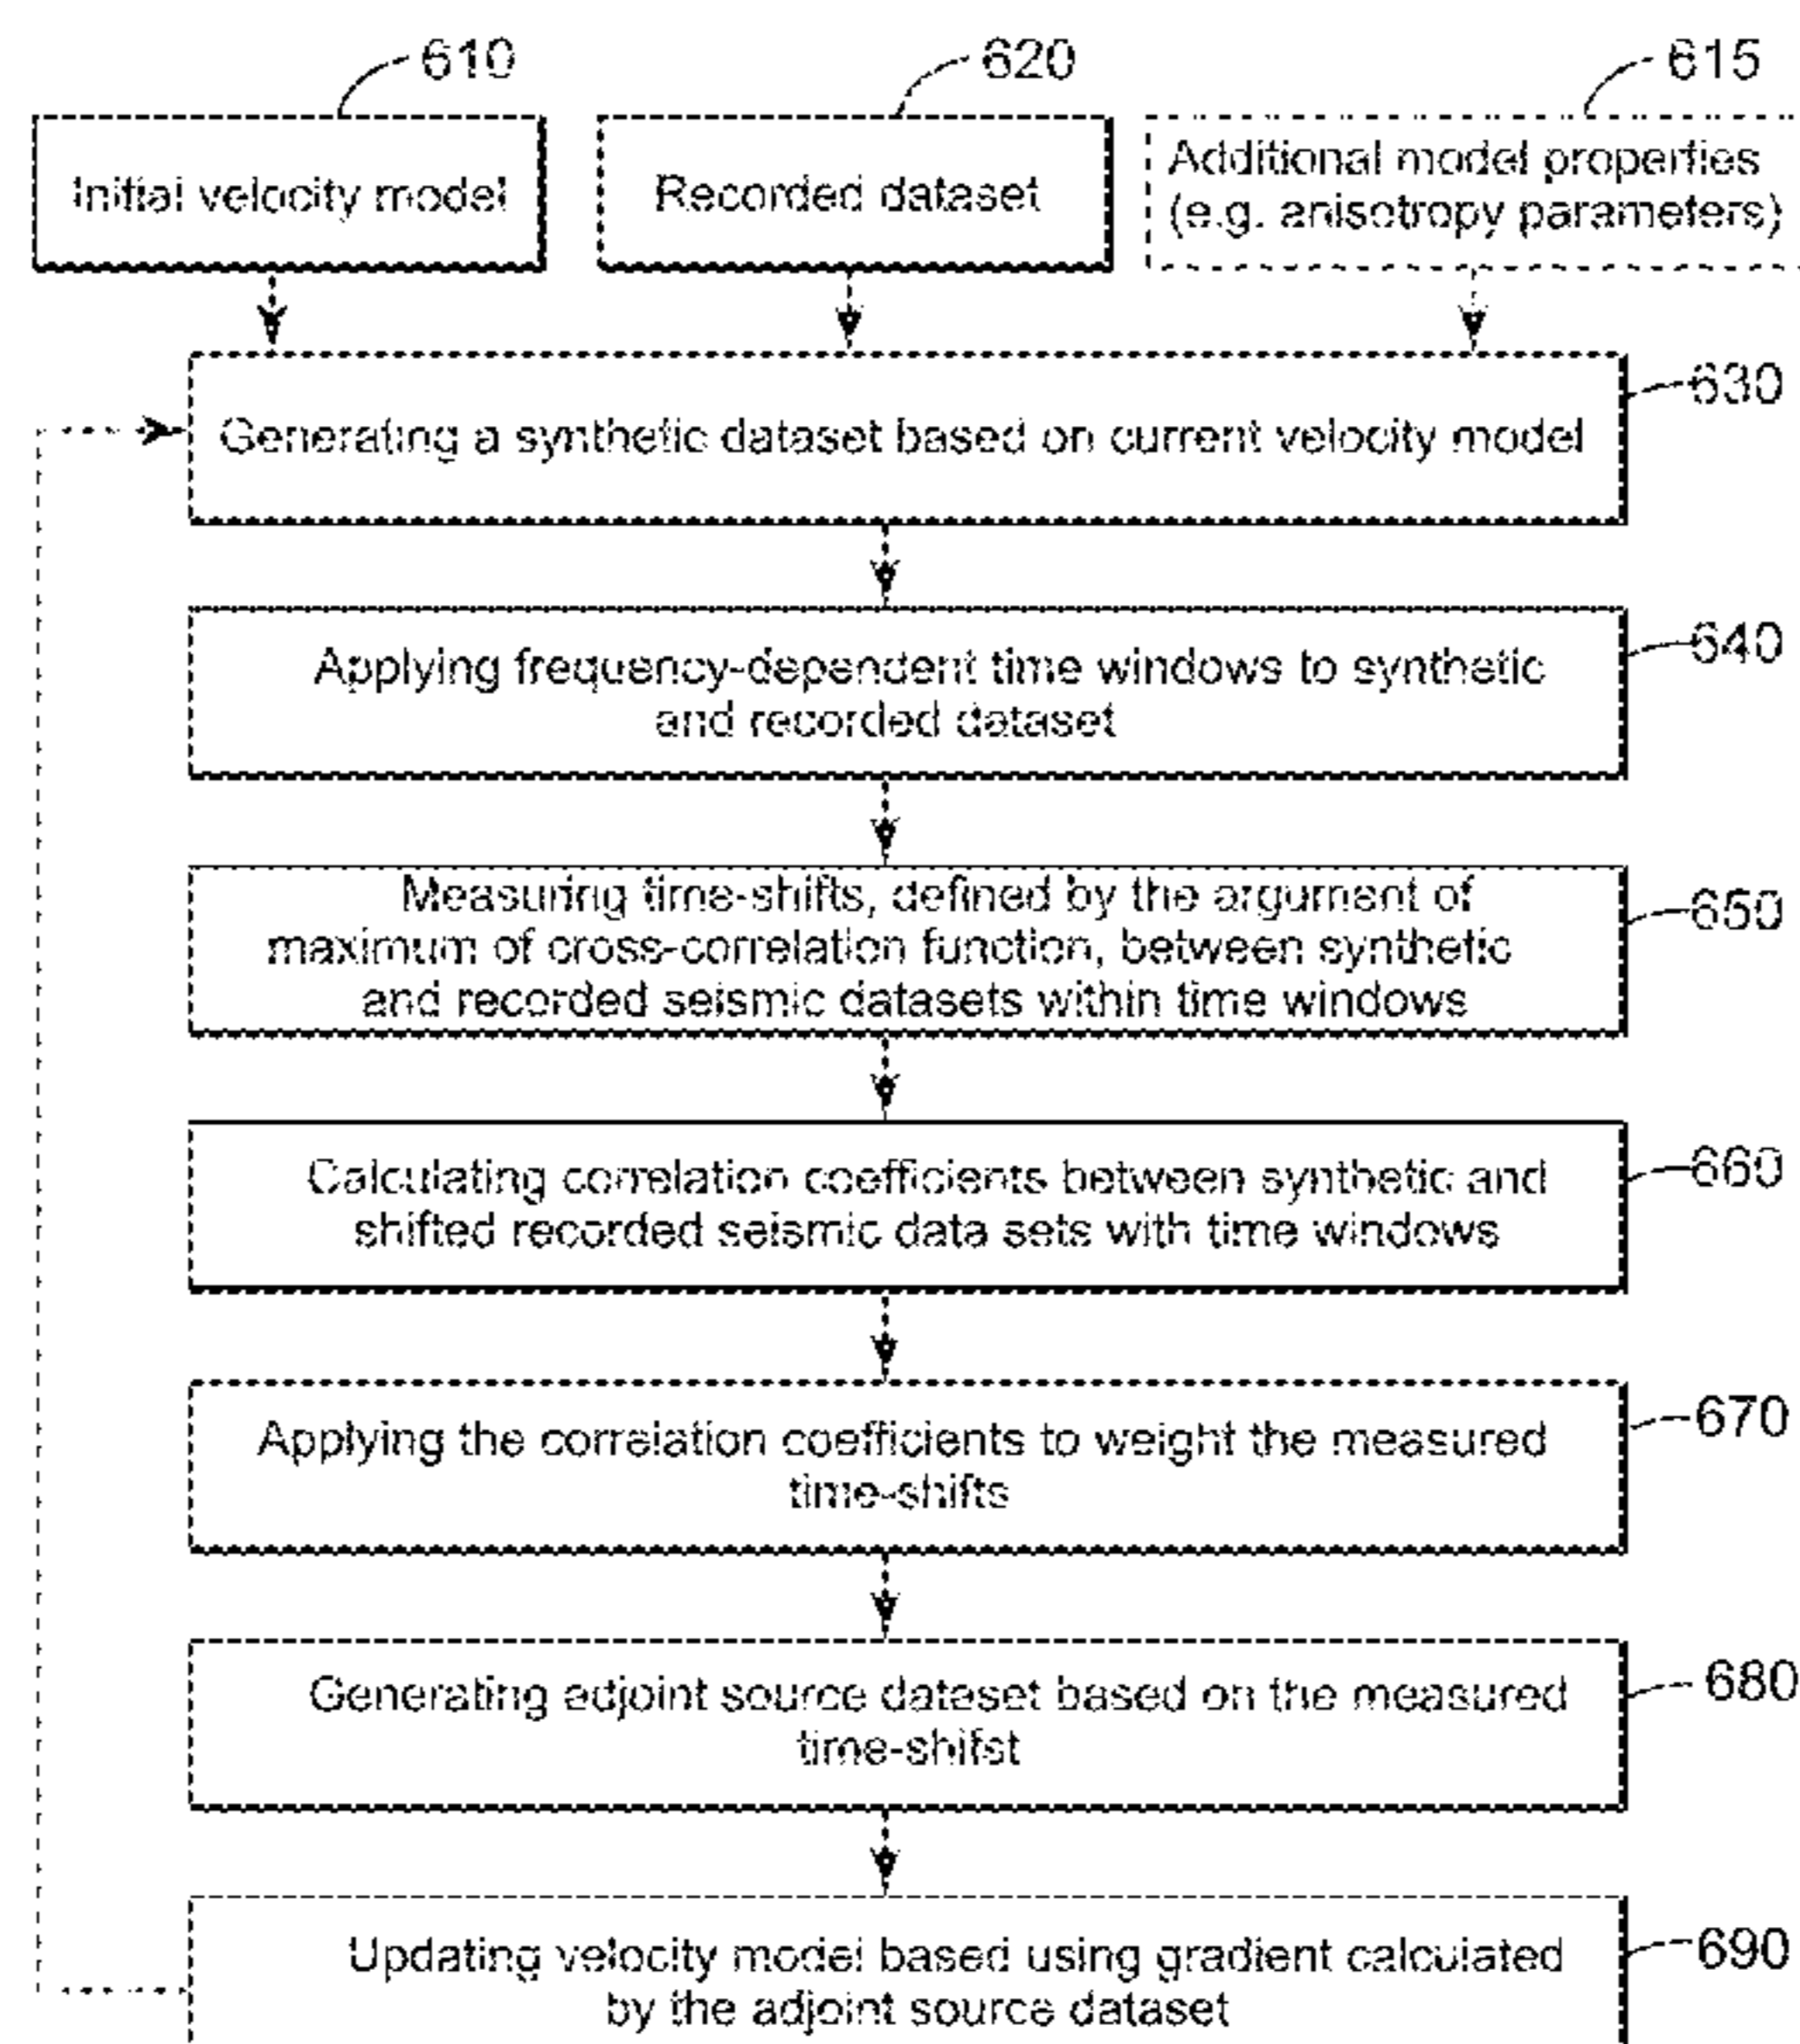 610
620
615
Initial velocity model
Recorded dataset
Additional model properties
(e.g. anisotropy parameters)
630
Generating a synthetic dataset based on current velocity model
640
Applying frequency-dependent time windows to synthetic
and recorded dataset
650
Measuring time-shifts, defined by the argument of
maximum of cross-correlation function, between synthetic
and recorded seismic datasets within time windows
660
Calculating correlation coefficients between synthetic and
shifted recorded seismic data sets with time windows
670
Applying the correlation coefficients to weight the measured
time-shifts
680
Generating adjoint source dataset based on the measured
time-shifst
690
Updating velocity model based using gradient calculated
by the adjoint source dataset